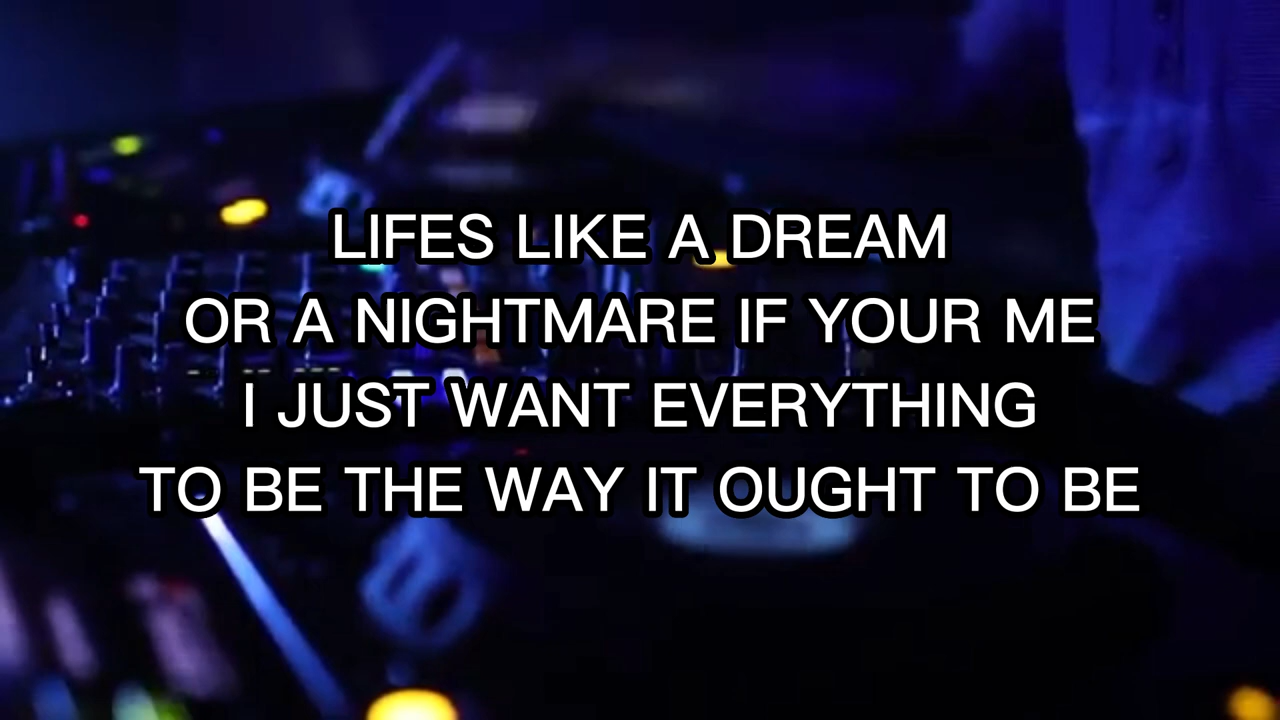 LIFES LIKE A DREAM
OR A NIGHTMARE IF YOUR ME
I JUST WANT EVERYTHING
TO BE THE WAY IT OUGHT TO BE